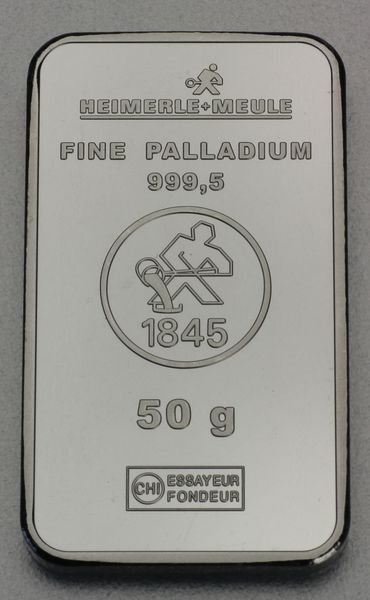 HEIMERLE+MEULE
FINE PALLADIUM
999,5
1845
50 g
CHI ESSAYEUR
FONDEUR